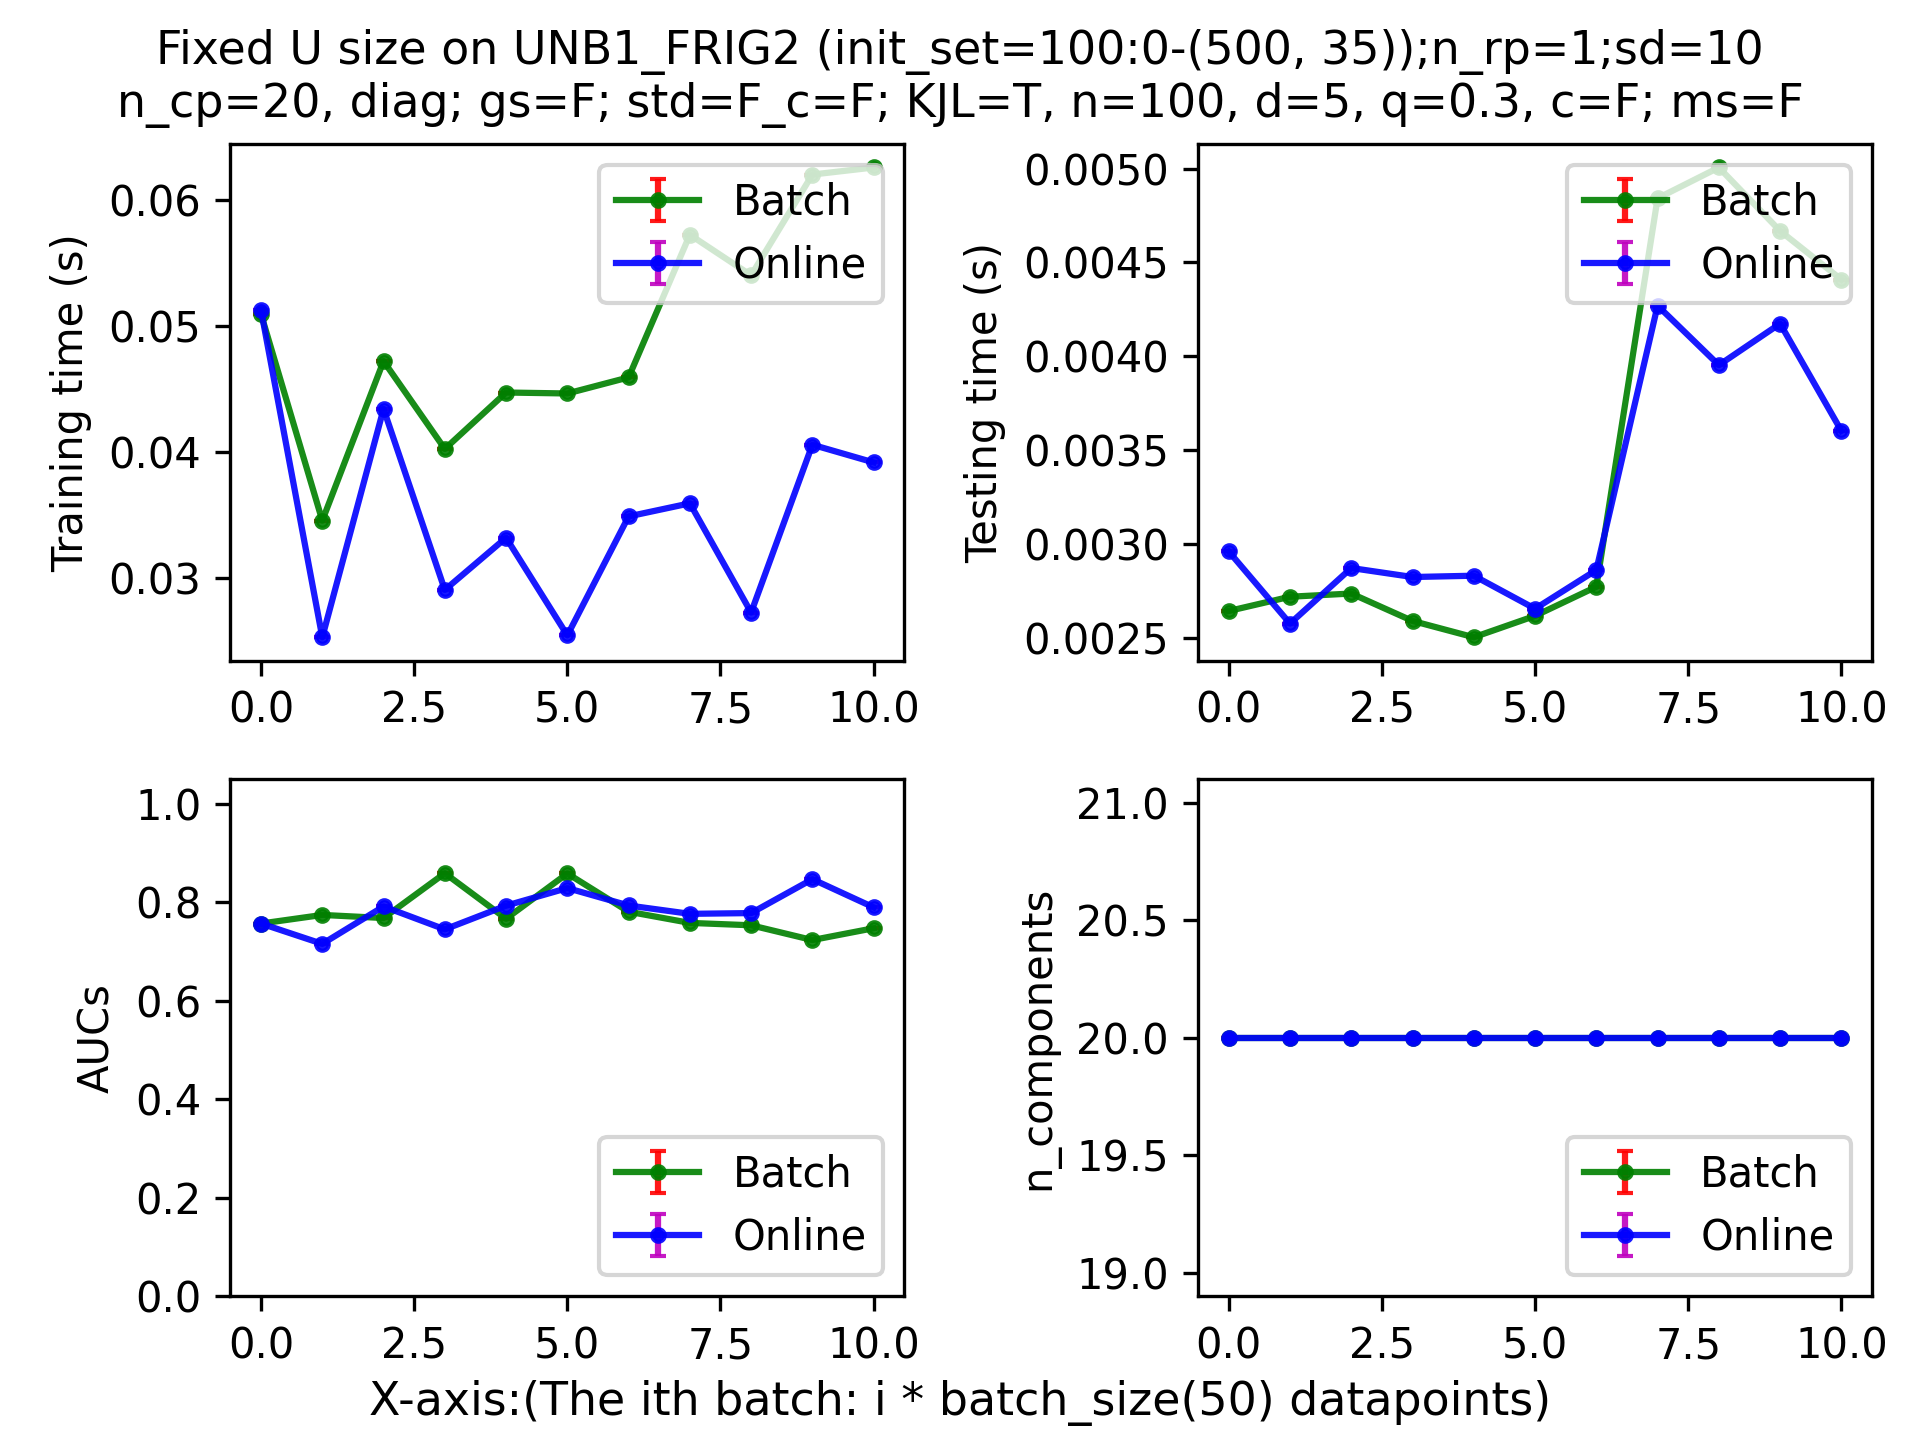 Fixed U size on UNB1_FRIG2 (init_set=100:0-(500, 35));n_rp=1;sd=10
n_cp=20, diag; gs=F; std=F_c=F; KJL=T, n=100, d=5, q=0.3, c=F; ms=F
Training time (s)
0.06
0.05
0.04
0.03
0.0 2.5 5.0 7.5 10.0
Batch
Online
Testing time (s)
0.0050
0.0045
0.0040
0.0035
0.0030
0.0025
0.0 2.5 5.0 7.5 10.0
Batch
Online
AUCs
1.0
0.8
0.6
0.4
0.2
0.0
0.0 2.5 5.0 7.5 10.0
Batch
Online
n_components
21.0
20.5
20.0
19.5
19.0
0.0 2.5 5.0 7.5 10.0
Batch
Online
X-axis:(The ith batch: i * batch_size(50) datapoints)